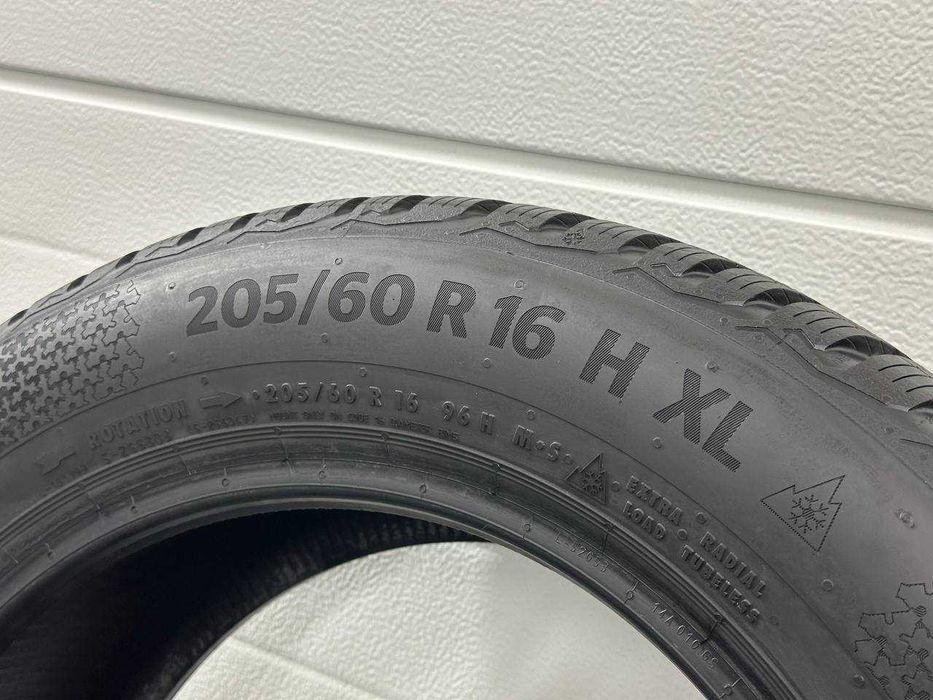 205/60 R 16 H XL
ROTATION 205/60 R 16 96 H M+S EXTRA LOAD RADIAL TUBELESS